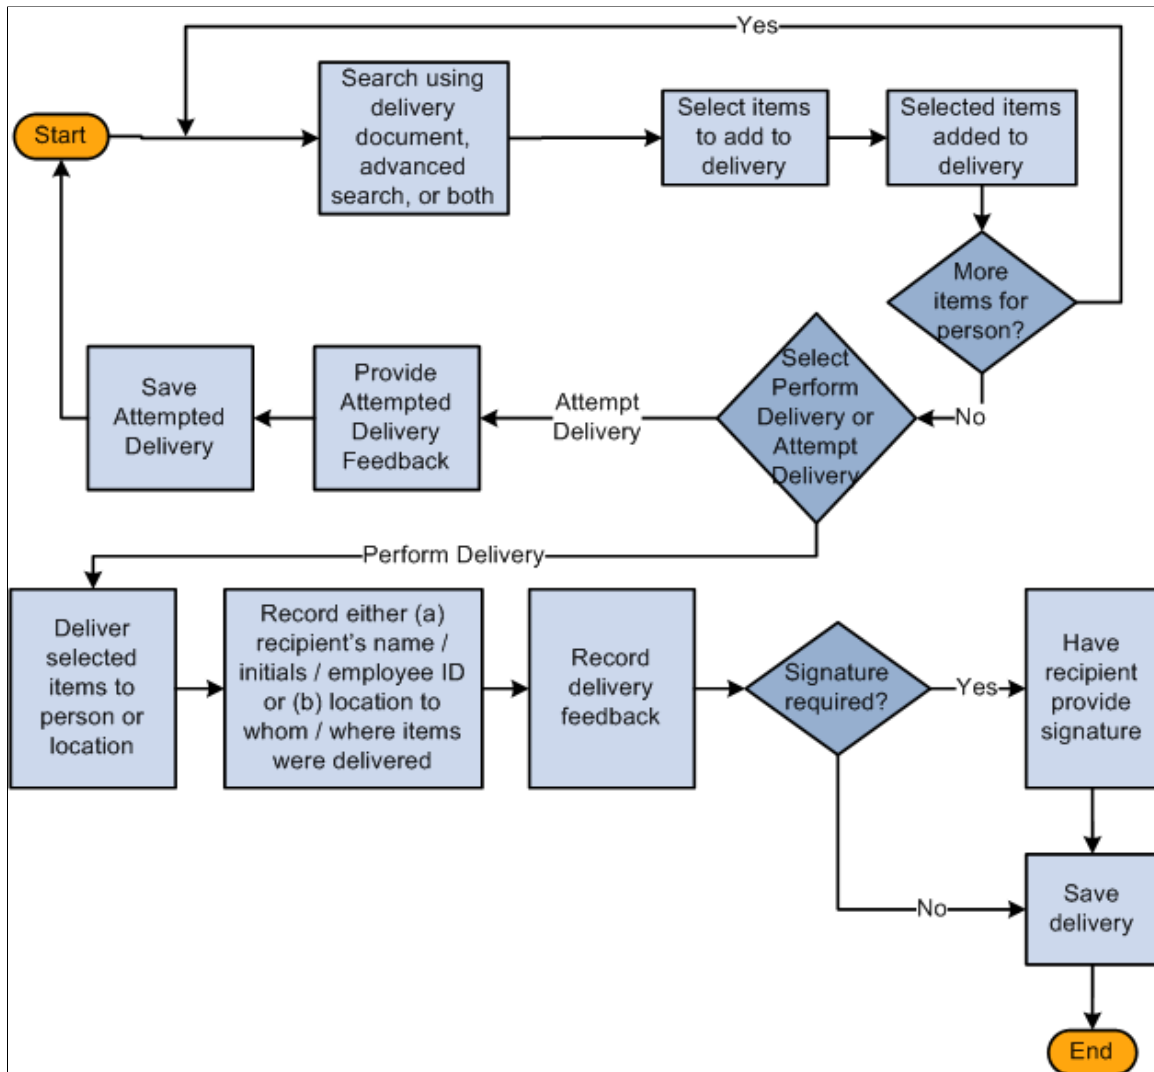 Yes
Start
Search using
delivery
document,
advanced
search, or both
Select items
to add to
delivery
Selected items
added to
delivery
More
items for
person?
No
Select
Perform
Delivery or
Attempt
Delivery
Attempt
Delivery
Provide
Attempted
Delivery
Feedback
Save
Attempted
Delivery
Perform Delivery
Deliver
selected
items to
person or
location
Record either (a)
recipient's name /
initials / employee ID
or (b) location to
whom / where items
were delivered
Record
delivery
feedback
Signature
required?
Yes
Have
recipient
provide
signature
No
Save
delivery
End